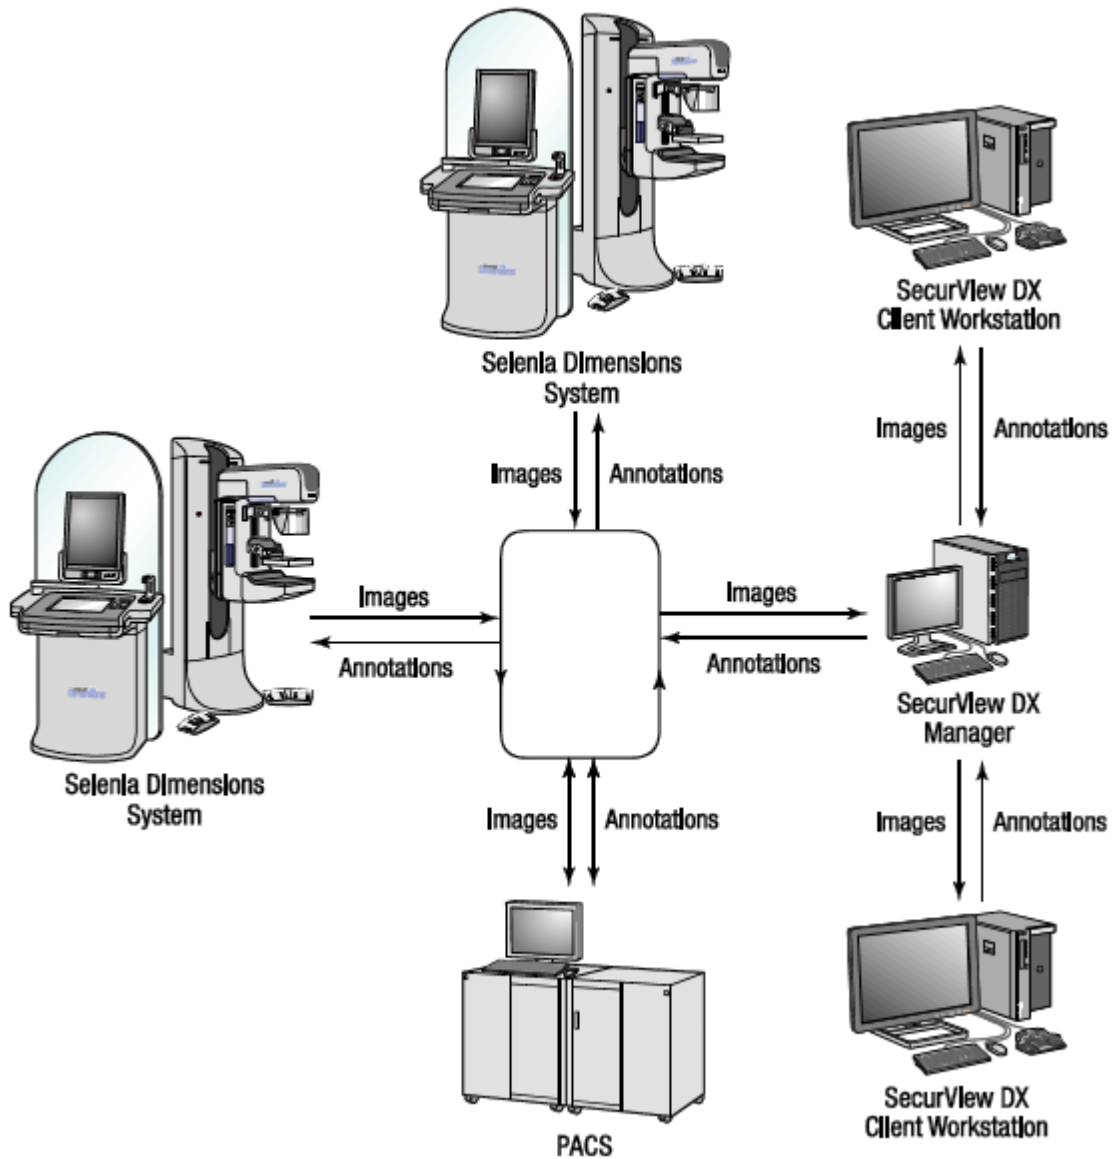 Selenia Dimensions
System
SecurView DX
Client Workstation
Images
Annotations
Images
Annotations
Images
Annotations
Images
Annotations
SecurView DX
Manager
Selenia Dimensions
System
Images
Annotations
Images
Annotations
PACS
SecurView DX
Client Workstation